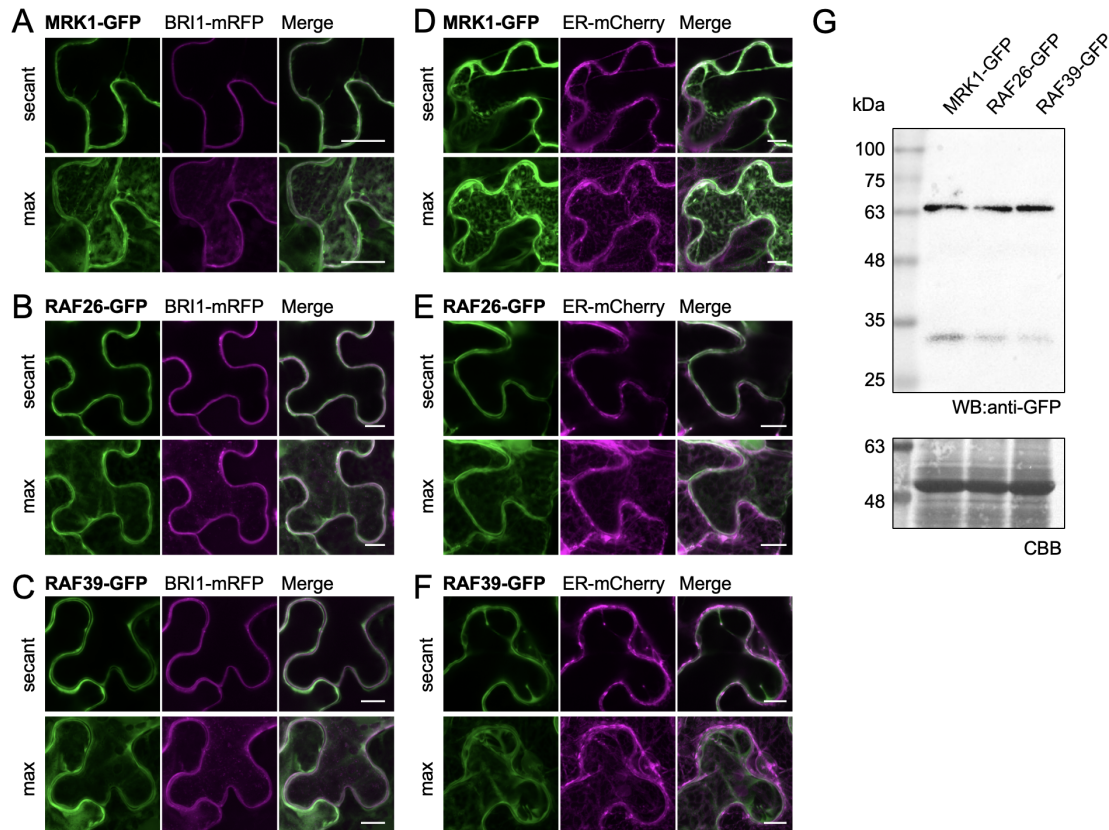 A
MRK1-GFP BRI1-mRFP Merge
secant
max
B
RAF26-GFP BRI1-mRFP Merge
secant
max
C
RAF39-GFP BRI1-mRFP Merge
secant
max
D
MRK1-GFP ER-mCherry Merge
secant
max
E
RAF26-GFP ER-mCherry Merge
secant
max
F
RAF39-GFP ER-mCherry Merge
secant
max
G
kDa
MRK1-GFP
RAF26-GFP
RAF39-GFP
100
75
63
48
35
25
WB:anti-GFP
63
48
CBB